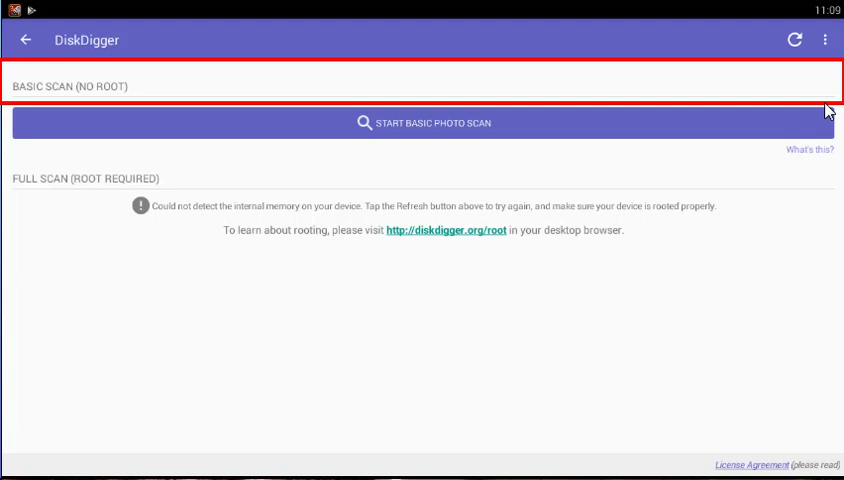 11:09
DiskDigger
BASIC SCAN (NO ROOT)
START BASIC PHOTO SCAN
What's this?
FULL SCAN (ROOT REQUIRED)
Could not detect the internal memory on your device. Tap the Refresh button above to try again, and make sure your device is rooted properly.
To learn about rooting, please visit http://diskdigger.org/root in your desktop browser.
License Agreement (please read)